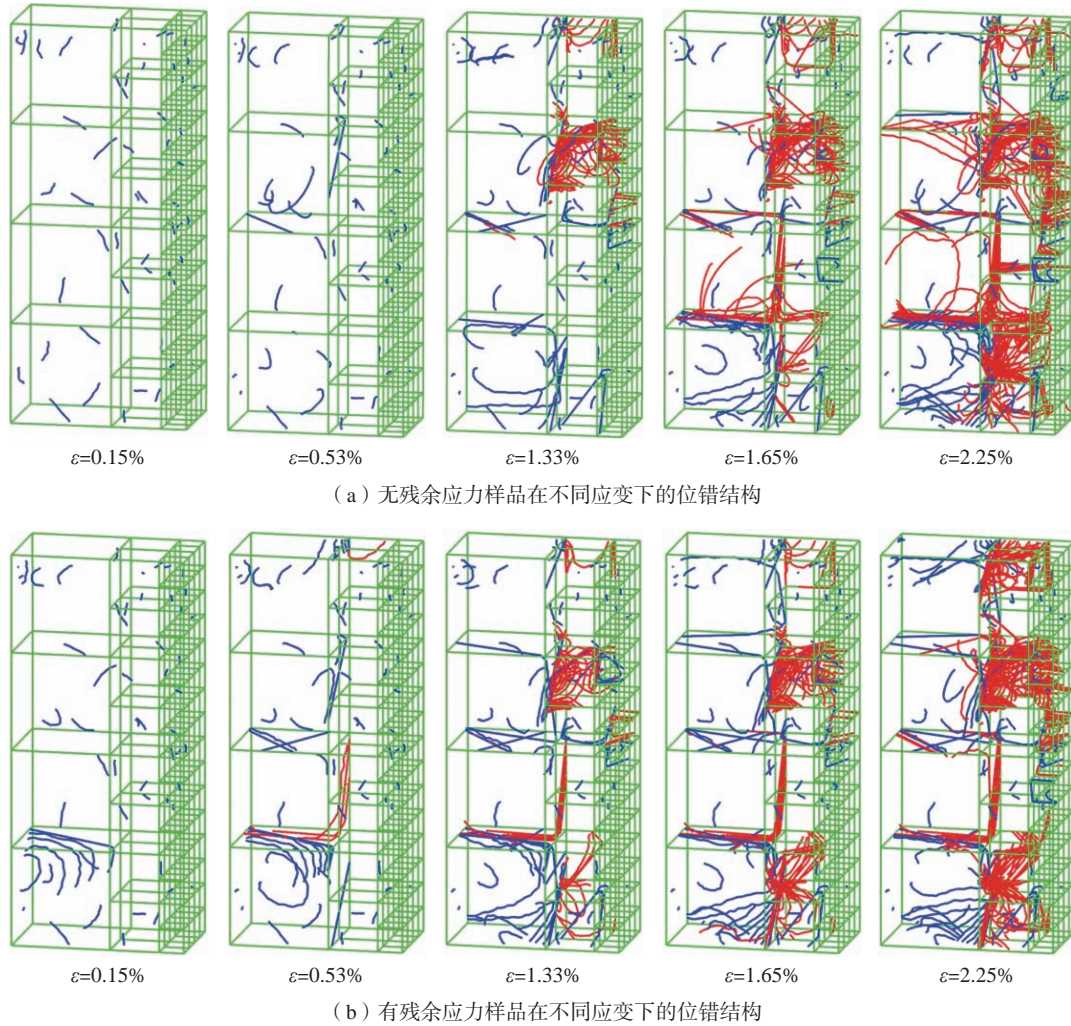 ε=0.15% ε=0.53% ε=1.33% ε=1.65% ε=2.25%
（a）无残余应力样品在不同应变下的位错结构
ε=0.15% ε=0.53% ε=1.33% ε=1.65% ε=2.25%
（b）有残余应力样品在不同应变下的位错结构